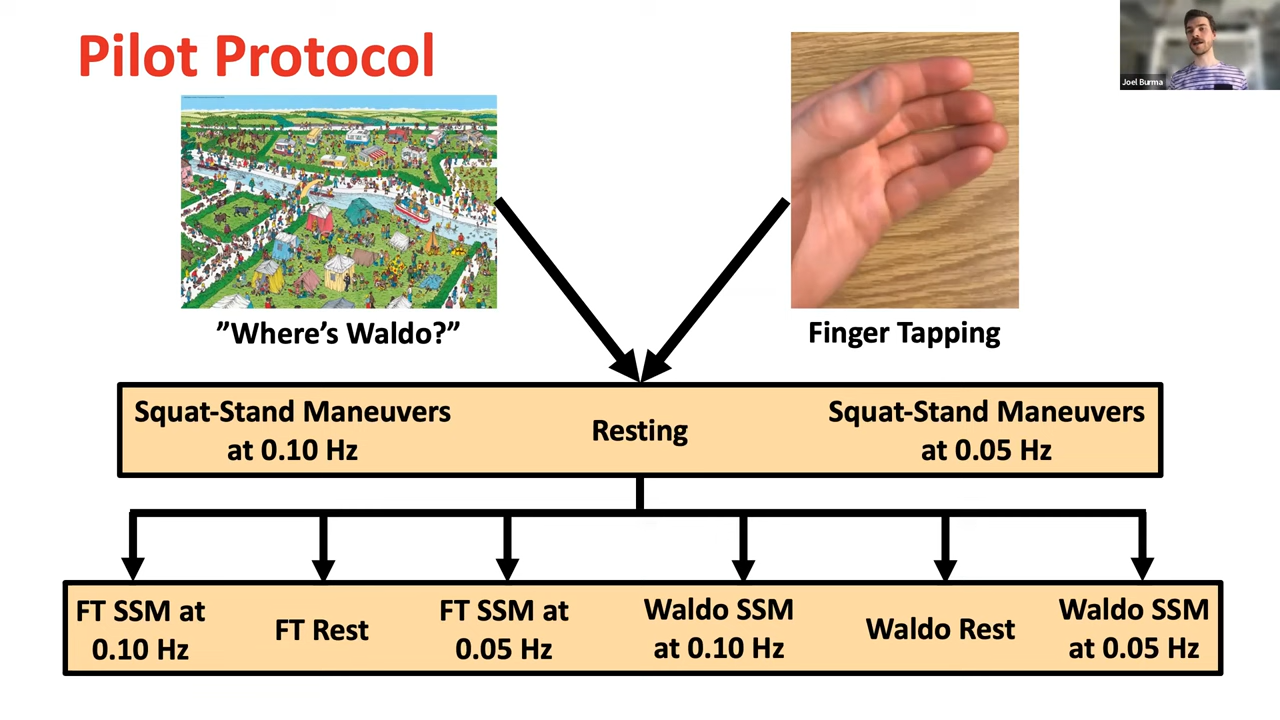 Pilot Protocol
Joel Burma
”Where’s Waldo?”
Finger Tapping
Squat-Stand Maneuvers
at 0.10 Hz
Resting
Squat-Stand Maneuvers
at 0.05 Hz
FT SSM at
0.10 Hz
FT Rest
FT SSM at
0.05 Hz
Waldo SSM
at 0.10 Hz
Waldo Rest
Waldo SSM
at 0.05 Hz